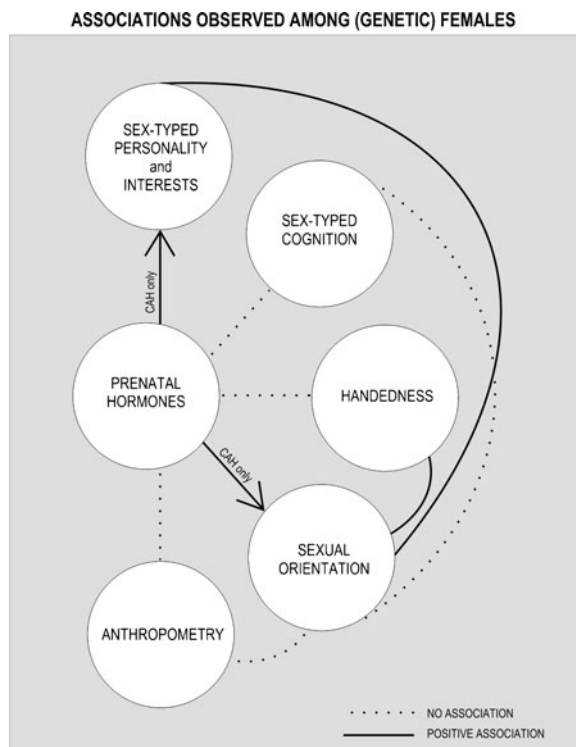 ASSOCIATIONS OBSERVED AMONG (GENETIC) FEMALES
SEX-TYPED
PERSONALITY
and
INTERESTS
SEX-TYPED
COGNITION
CAH only
PRENATAL
HORMONES
HANDEDNESS
CAH only
SEXUAL
ORIENTATION
ANTHROPOMETRY
NO ASSOCIATION
POSITIVE ASSOCIATION